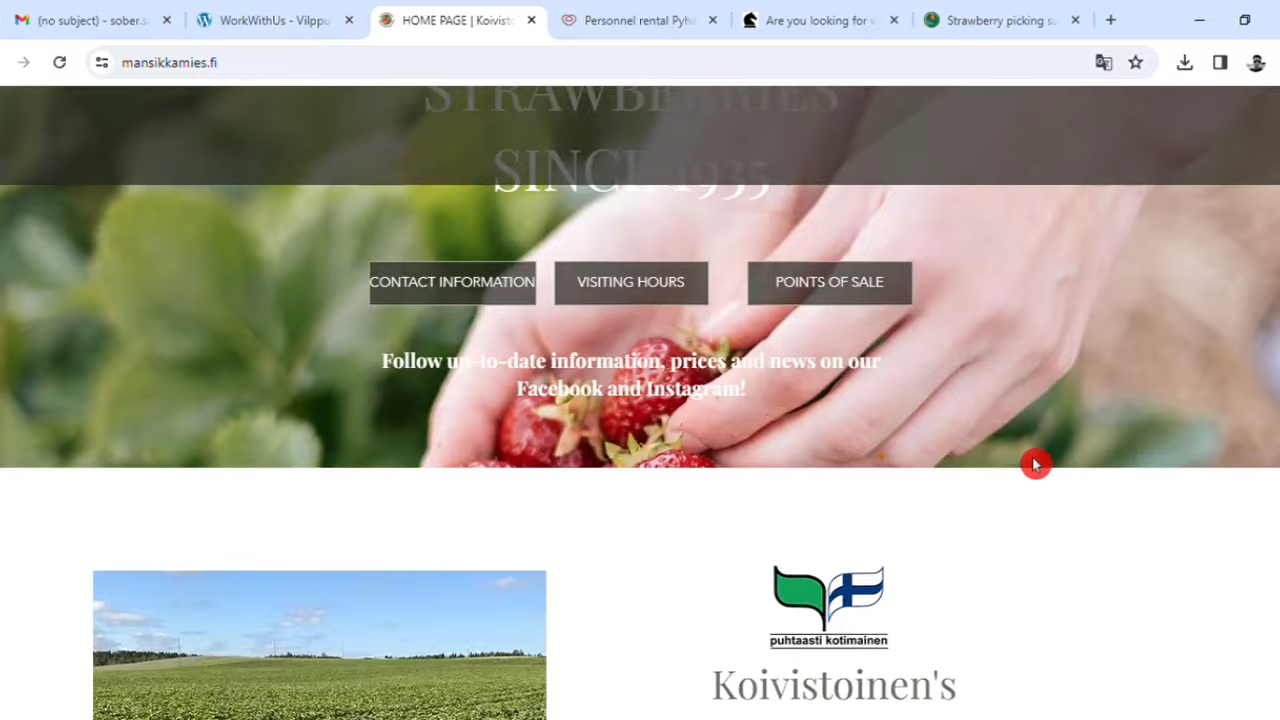 (no subject) - sober.s
WorkWithUs - Vilppu
HOME PAGE | Koivisto
Personnel rental Pyh
Are you looking for
Strawberry picking su
mansikkamies.fi
STRAWBERRIES
SINCE 1935
CONTACT INFORMATION
VISITING HOURS
POINTS OF SALE
Follow up-to-date information, prices and news on our
Facebook and Instagram!
puhtaasti kotimainen
Koivistoinen's